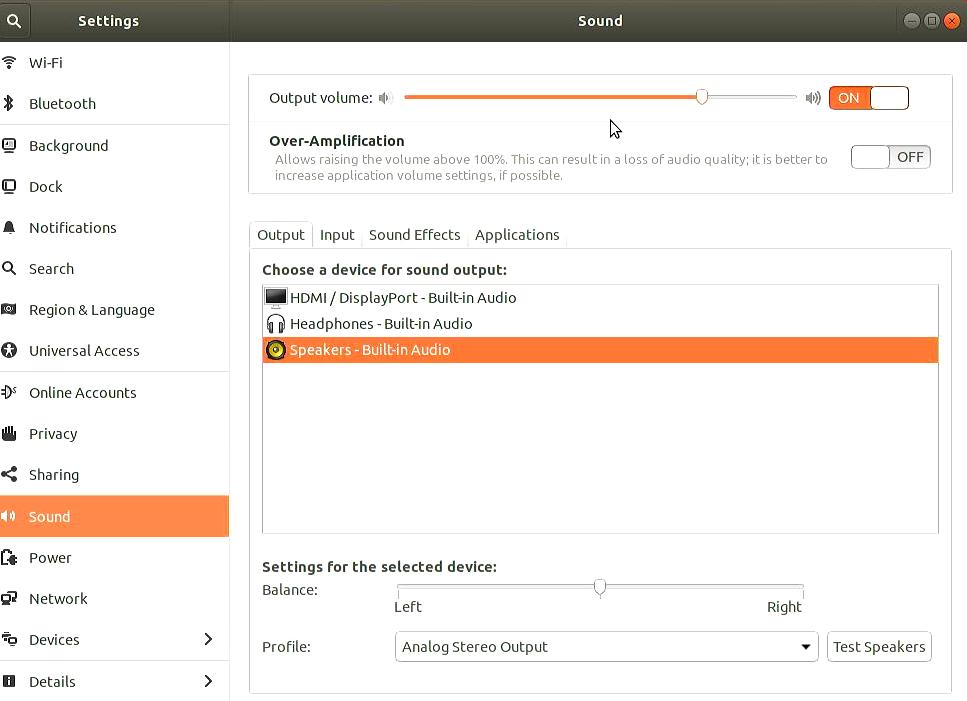 Settings
Sound
Wi-Fi
Bluetooth
Background
Dock
Notifications
Search
Region & Language
Universal Access
Online Accounts
Privacy
Sharing
Sound
Power
Network
Devices
Details
Output volume:
ON
Over-Amplification
Allows raising the volume above 100%. This can result in a loss of audio quality; it is better to
increase application volume settings, if possible.
OFF
Output Input Sound Effects Applications
Choose a device for sound output:
HDMI / DisplayPort - Built-in Audio
Headphones - Built-in Audio
Speakers - Built-in Audio
Settings for the selected device:
Balance:
Left Right
Profile: Analog Stereo Output Test Speakers